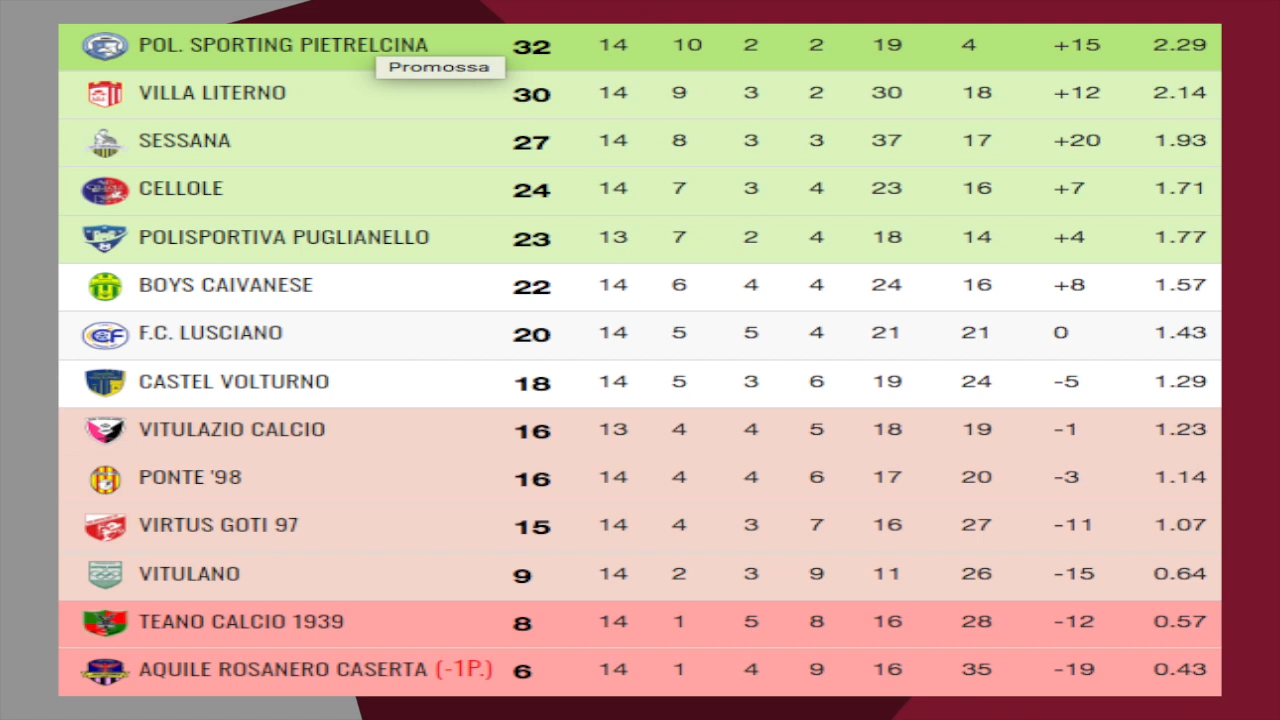 POL. SPORTING PIETRELCINA 32 14 10 2 2 19 4 +15 2.29
Promossa
VILLA LITERNO 30 14 9 3 2 30 18 +12 2.14
SESSANA 27 14 8 3 3 37 17 +20 1.93
CELLOLE 24 14 7 3 4 23 16 +7 1.71
POLISPORTIVA PUGLIANELLO 23 13 7 2 4 18 14 +4 1.77
BOYS CAIVANESE 22 14 6 4 4 24 16 +8 1.57
F.C. LUSCIANO 20 14 5 5 4 21 21 0 1.43
CASTEL VOLTURNO 18 14 5 3 6 19 24 -5 1.29
VITULAZIO CALCIO 16 13 4 4 5 18 19 -1 1.23
PONTE '98 16 14 4 4 6 17 20 -3 1.14
VIRTUS GOTI 97 15 14 4 3 7 16 27 -11 1.07
VITULANO 9 14 2 3 9 11 26 -15 0.64
TEANO CALCIO 1939 8 14 1 5 8 16 28 -12 0.57
AQUILE ROSANERO CASERTA (-1P.) 6 14 1 4 9 16 35 -19 0.43